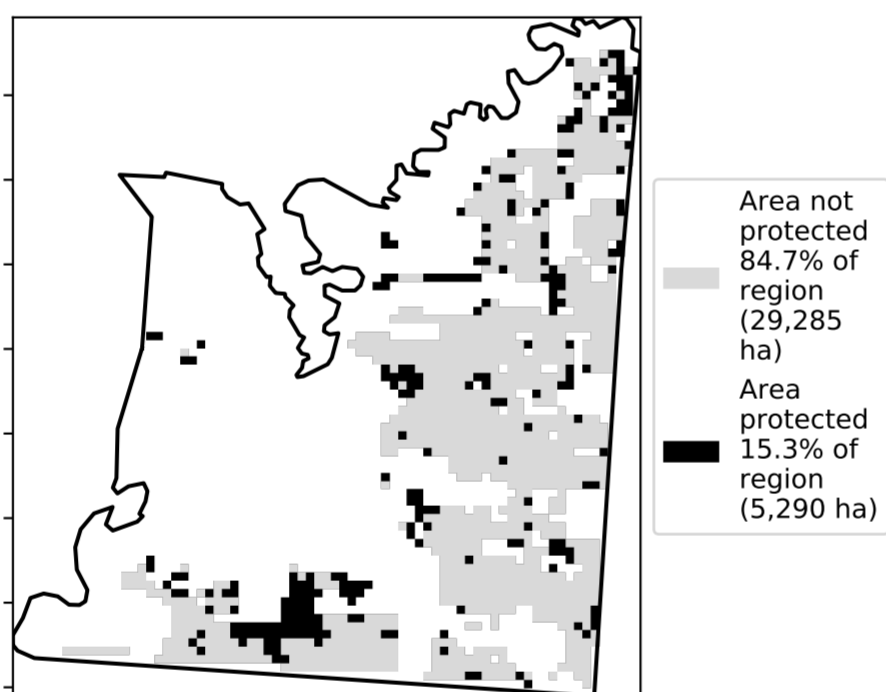 Area not
protected
84.7% of
region
(29,285
ha)
Area
protected
15.3% of
region
(5,290 ha)